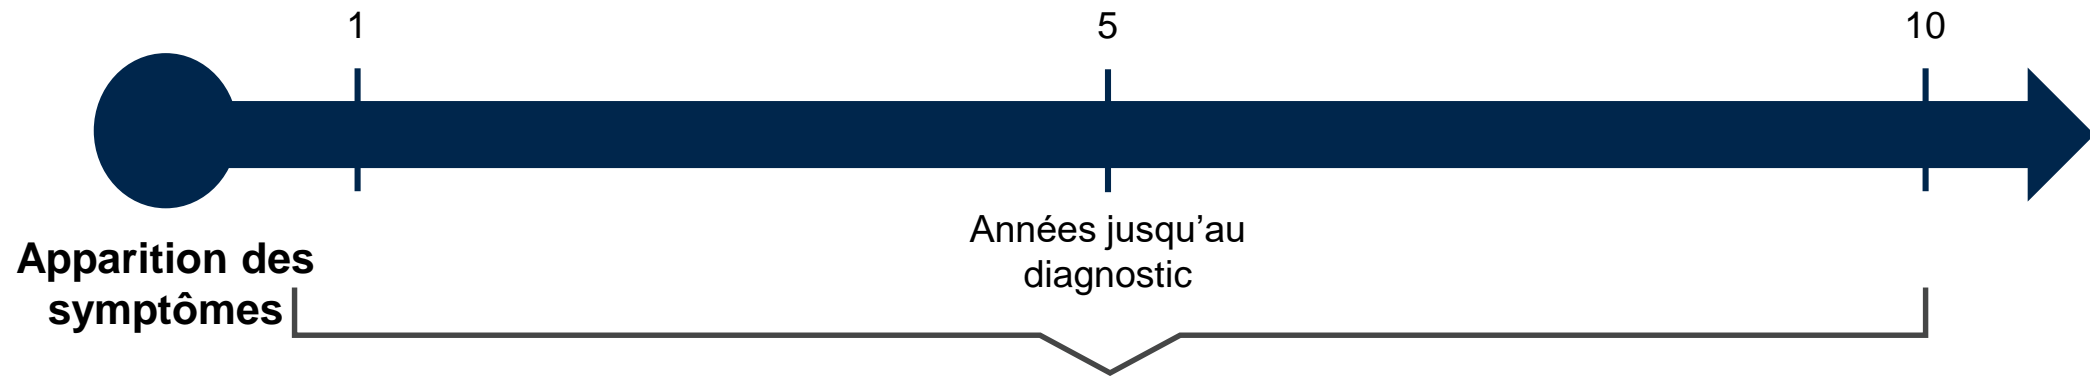 1
5
10
Apparition des
symptômes
Années jusqu’au
diagnostic